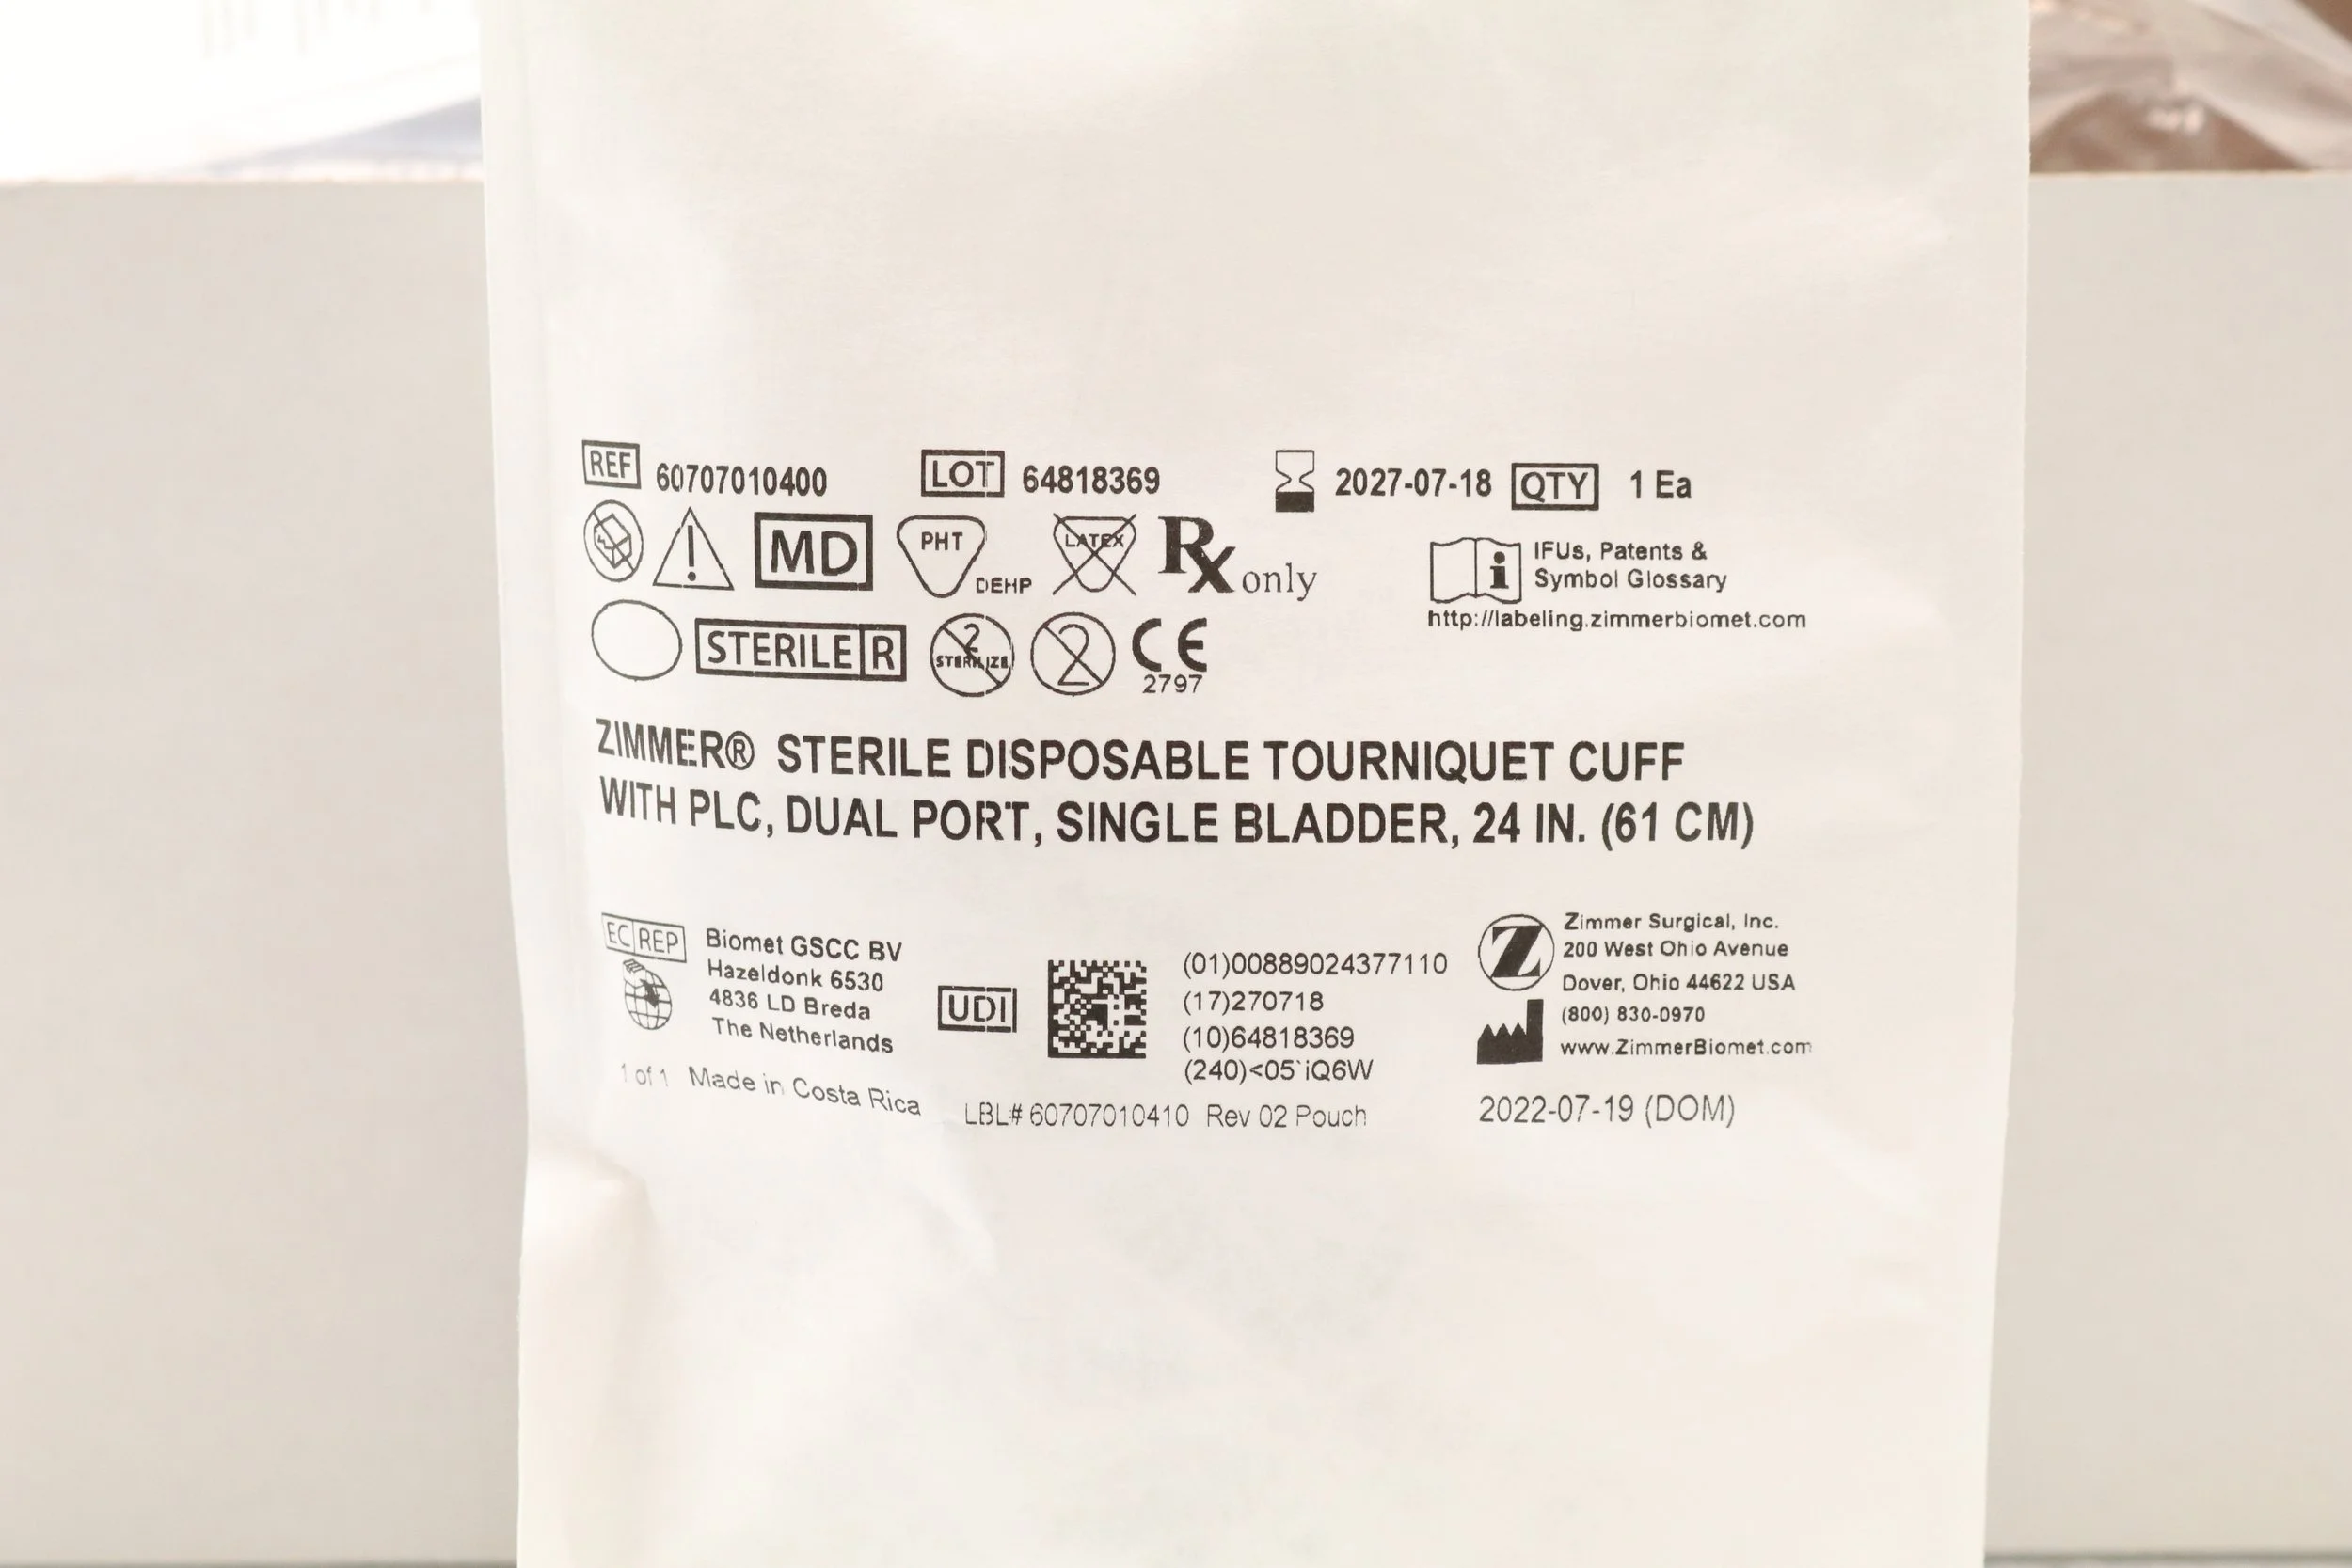 REF 60707010400 LOT 64818369 2027-07-18 QTY 1 Ea
MD PHT DEHP LATEX Rx only
IFUs, Patents &
Symbol Glossary
http://labeling.zimmerbiomet.com
STERILE R 2 STERILIZE 2 CE
2797
ZIMMER® STERILE DISPOSABLE TOURNIQUET CUFF
WITH PLC, DUAL PORT, SINGLE BLADDER, 24 IN. (61 CM)
EC REP
Biomet GSCC BV
Hazeldonk 6530
4836 LD Breda
The Netherlands
1 of 1 Made in Costa Rica
UDI
(01)00889024377110
(17)270718
(10)64818369
(240)<05`iQ6W
LBL# 60707010410 Rev 02 Pouch
Z
Zimmer Surgical, Inc.
200 West Ohio Avenue
Dover, Ohio 44622 USA
(800) 830-0970
www.ZimmerBiomet.com
2022-07-19 (DOM)